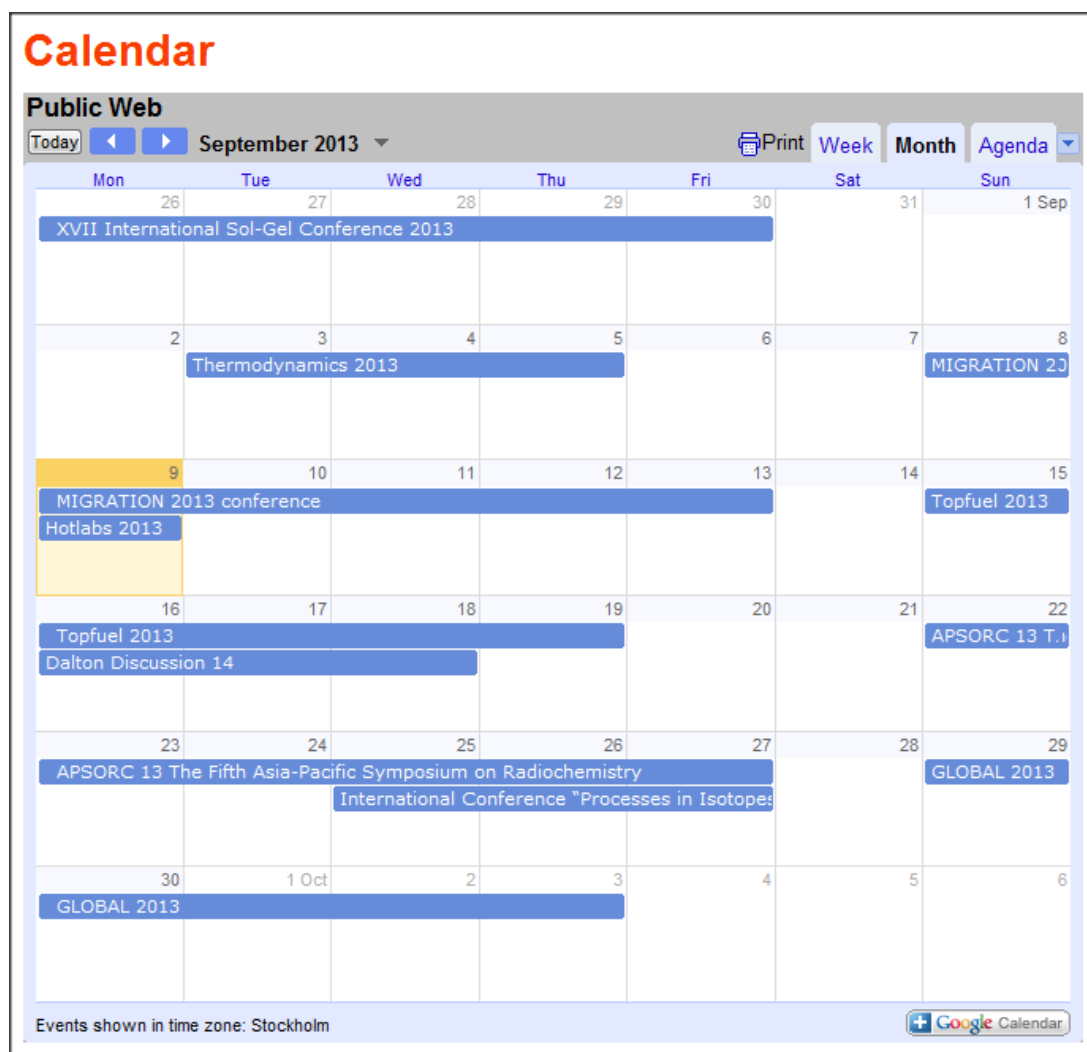 Calendar
Public Web
Today September 2013 Print Week Month Agenda
Mon Tue Wed Thu Fri Sat Sun
26 27 28 29 30 31 1 Sep
XVII International Sol-Gel Conference 2013
2 3 4 5 6 7 8
Thermodynamics 2013 MIGRATION
9 10 11 12 13 14 15
MIGRATION 2013 conference Topfuel 2013
Hotlabs 2013
16 17 18 19 20 21 22
Topfuel 2013 APSORC 13
Dalton Discussion 14
23 24 25 26 27 28 29
APSORC 13 The Fifth Asia-Pacific Symposium on Radiochemistry GLOBAL 2013
International Conference "Processes in Isotopes
30 1 Oct 2 3 4 5 6
GLOBAL 2013
Events shown in time zone: Stockholm Google Calendar